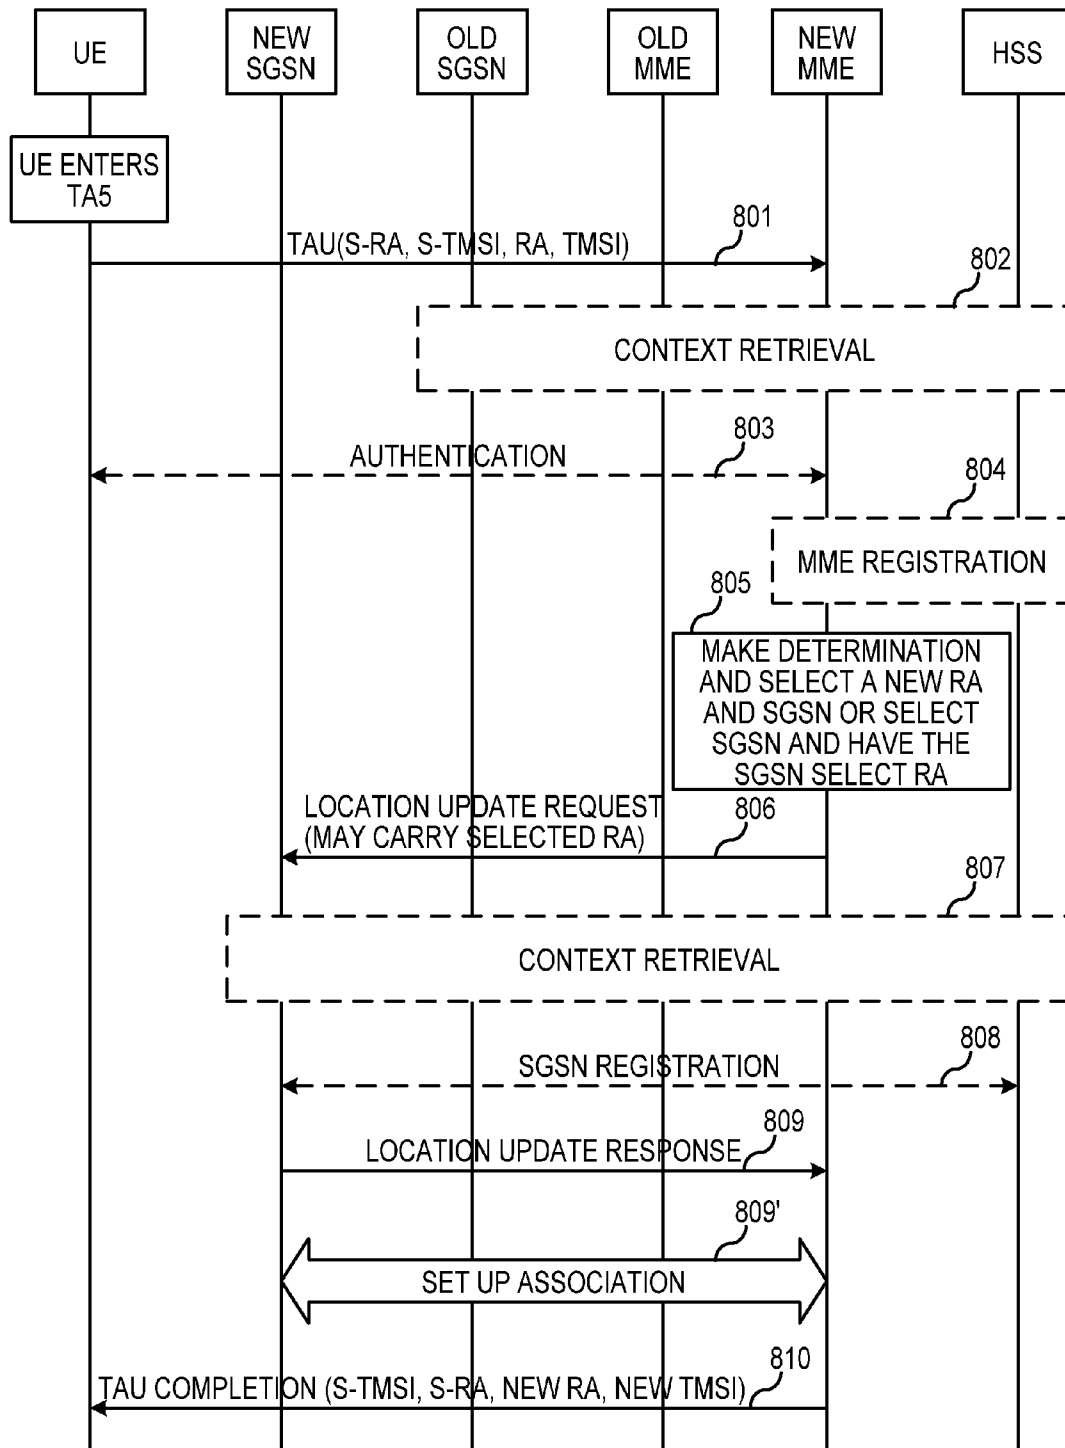 UE
NEW
SGSN
OLD
SGSN
OLD
MME
NEW
MME
HSS
UE ENTERS
TA5
801
TAU(S-RA, S-TMSI, RA, TMSI)
802
CONTEXT RETRIEVAL
803
AUTHENTICATION
804
MME REGISTRATION
805
MAKE DETERMINATION
AND SELECT A NEW RA
AND SGSN OR SELECT
SGSN AND HAVE THE
SGSN SELECT RA
LOCATION UPDATE REQUEST
(MAY CARRY SELECTED RA)
806
807
CONTEXT RETRIEVAL
808
SGSN REGISTRATION
809
LOCATION UPDATE RESPONSE
809'
SET UP ASSOCIATION
810
TAU COMPLETION (S-TMSI, S-RA, NEW RA, NEW TMSI)